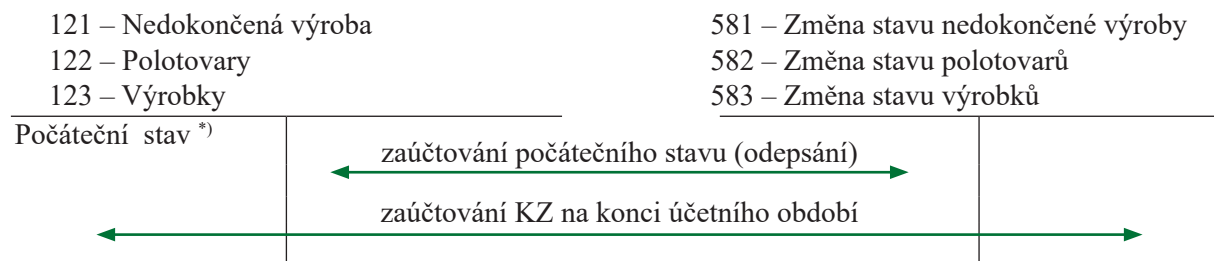 121 – Nedokončená výroba
122 – Polotovary
123 – Výrobky
581 – Změna stavu nedokončené výroby
582 – Změna stavu polotovarů
583 – Změna stavu výrobků
Počáteční stav *)
zaúčtování počátečního stavu (odepsání)
zaúčtování KZ na konci účetního období